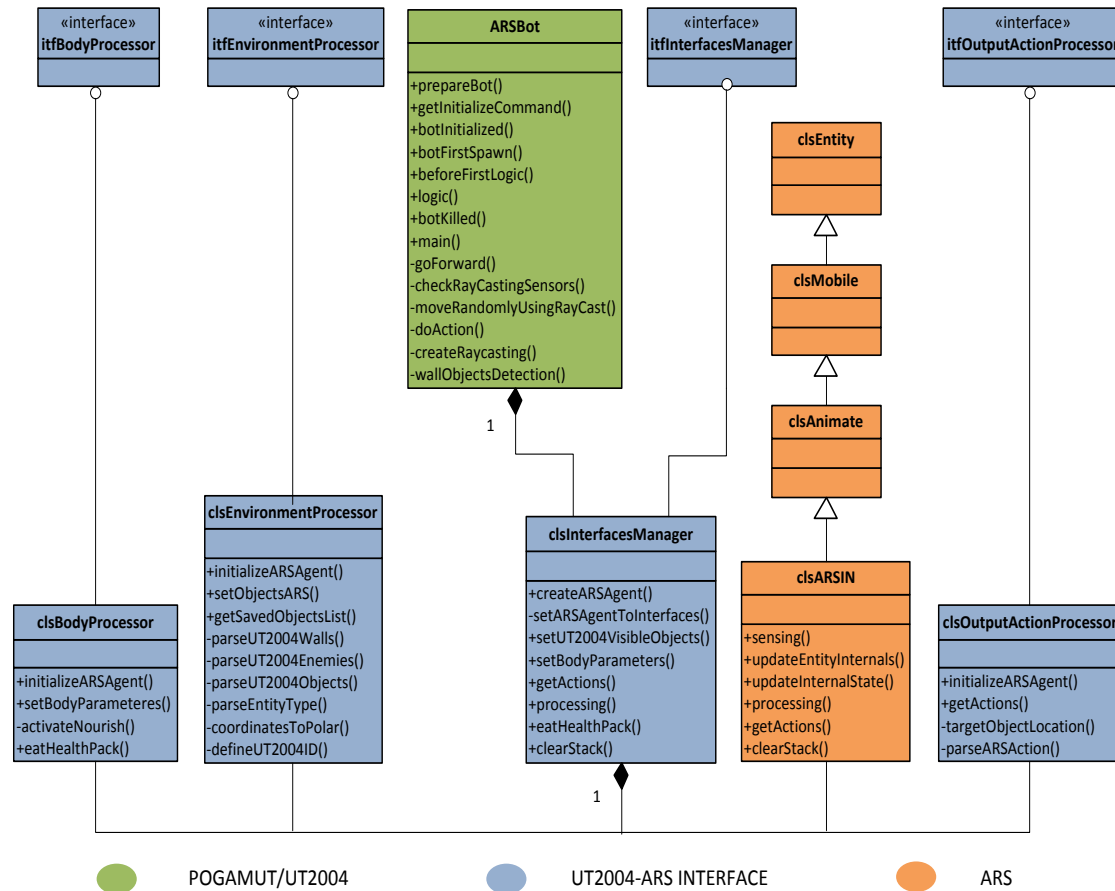 «interface»
itfBodyProcessor
«interface»
itfEnvironmentProcessor
ARSBot
+prepareBot()
+getInitializeCommand()
+botInitialized()
+botFirstSpawn()
+beforeFirstLogic()
+logic()
+botKilled()
+main()
-goForward()
-checkRayCastingSensors()
-moveRandomlyUsingRayCast()
-doAction()
-createRaycasting()
-wallObjectsDetection()
«interface»
itfInterfacesManager
«interface»
itfOutputActionProcessor
clsEntity
clsMobile
clsAnimate
1
clsBodyProcessor
+initializeARSAgent()
+setBodyParameteres()
-activateNourish()
+eatHealthPack()
clsEnvironmentProcessor
+initializeARSAgent()
+setObjectsARS()
+getSavedObjectsList()
-parseUT2004Walls()
-parseUT2004Enemies()
-parseUT2004Objects()
-parseEntityType()
-coordinatesToPolar()
-defineUT2004ID()
clsInterfacesManager
+createARSAgent()
-setARSAgentToInterfaces()
+setUT2004VisibleObjects()
+setBodyParameters()
+getActions()
+processing()
+eatHealthPack()
+clearStack()
clsARSIN
+sensing()
+updateEntityInternals()
+updateInternalState()
+processing()
+getActions()
+clearStack()
clsOutputActionProcessor
+initializeARSAgent()
+getActions()
-targetObjectLocation()
-parseARSAction()
1
POGAMUT/UT2004
UT2004-ARS INTERFACE
ARS